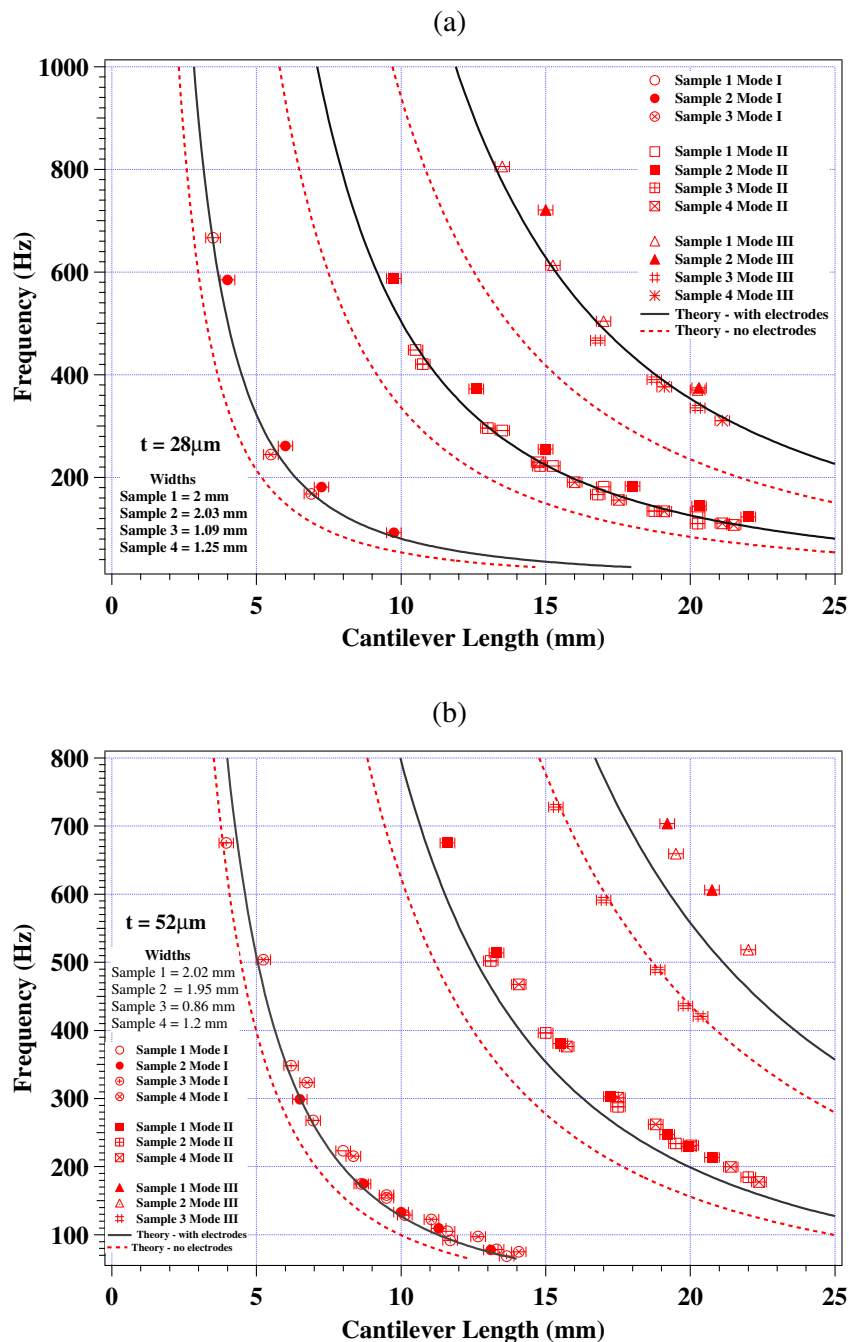 (a)
1000
800
600
400
200
0
5
10
15
20
25
Frequency (Hz)
Cantilever Length (mm)
Sample 1 Mode I
Sample 2 Mode I
Sample 3 Mode I
Sample 1 Mode II
Sample 2 Mode II
Sample 3 Mode II
Sample 4 Mode II
Sample 1 Mode III
Sample 2 Mode III
Sample 3 Mode III
Sample 4 Mode III
Theory - with electrodes
Theory - no electrodes
t = 28μm
Widths
Sample 1 = 2 mm
Sample 2 = 2.03 mm
Sample 3 = 1.09 mm
Sample 4 = 1.25 mm
(b)
800
700
600
500
400
300
200
100
0
5
10
15
20
25
Frequency (Hz)
Cantilever Length (mm)
t = 52μm
Widths
Sample 1 = 2.02 mm
Sample 2 = 1.95 mm
Sample 3 = 0.86 mm
Sample 4 = 1.2 mm
Sample 1 Mode I
Sample 2 Mode I
Sample 3 Mode I
Sample 4 Mode I
Sample 1 Mode II
Sample 2 Mode II
Sample 4 Mode II
Sample 1 Mode III
Sample 2 Mode III
Sample 3 Mode III
Theory - with electrodes
Theory - no electrodes